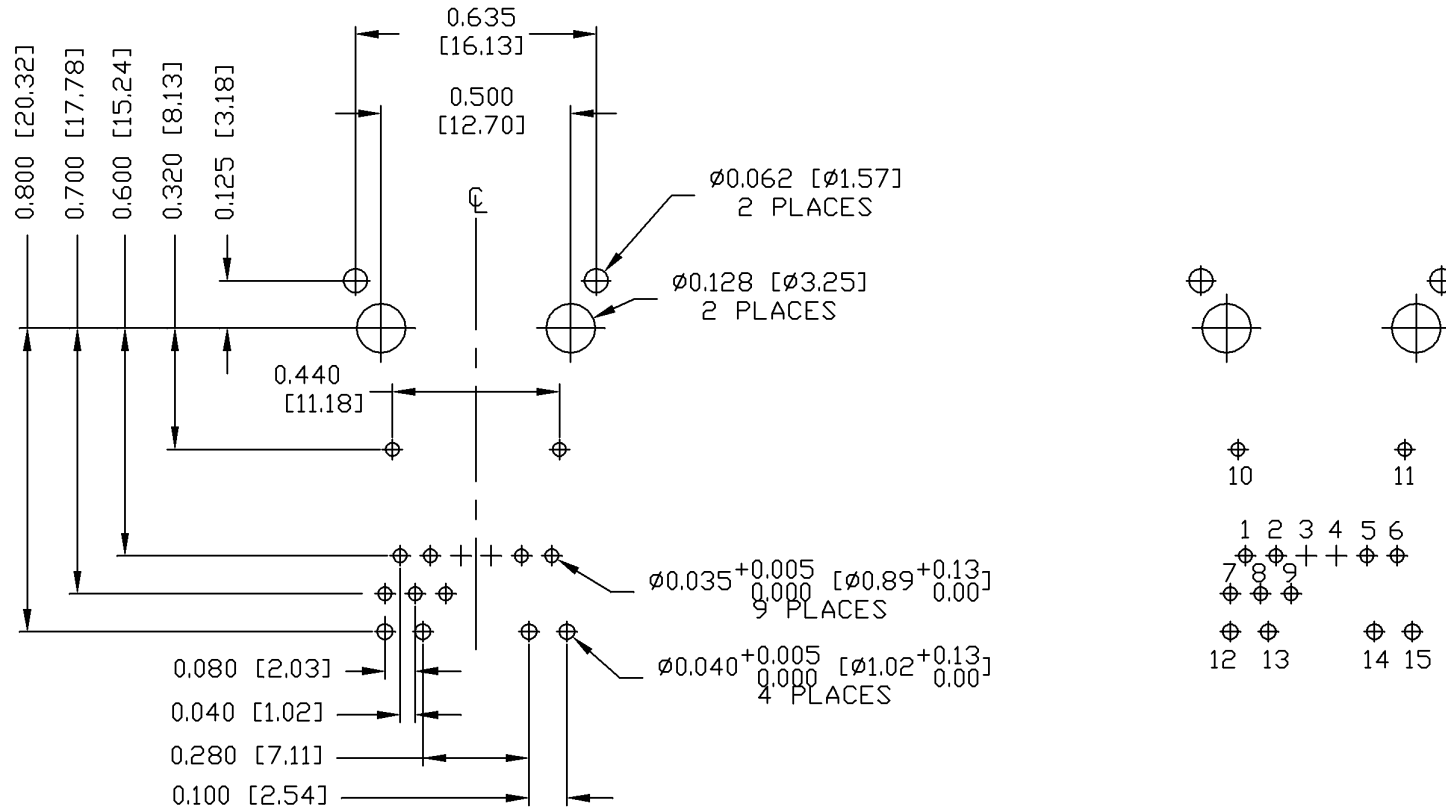 0.635
[16.13]
0.500
[12.70]
0.800 [20.32]
0.700 [17.78]
0.600 [15.24]
0.320 [8.13]
0.125 [3.18]
℄
Ø0.062 [Ø1.57]
2 PLACES
Ø0.128 [Ø3.25]
2 PLACES
0.440
[11.18]
Ø0.035 +0.005 0.000 [Ø0.89 +0.13 0.00]
9 PLACES
Ø0.040 +0.005 0.000 [Ø1.02 +0.13 0.00]
4 PLACES
0.080 [2.03]
0.040 [1.02]
0.280 [7.11]
0.100 [2.54]
10 11
1 2 3 4 5 6
7 8 9
12 13 14 15